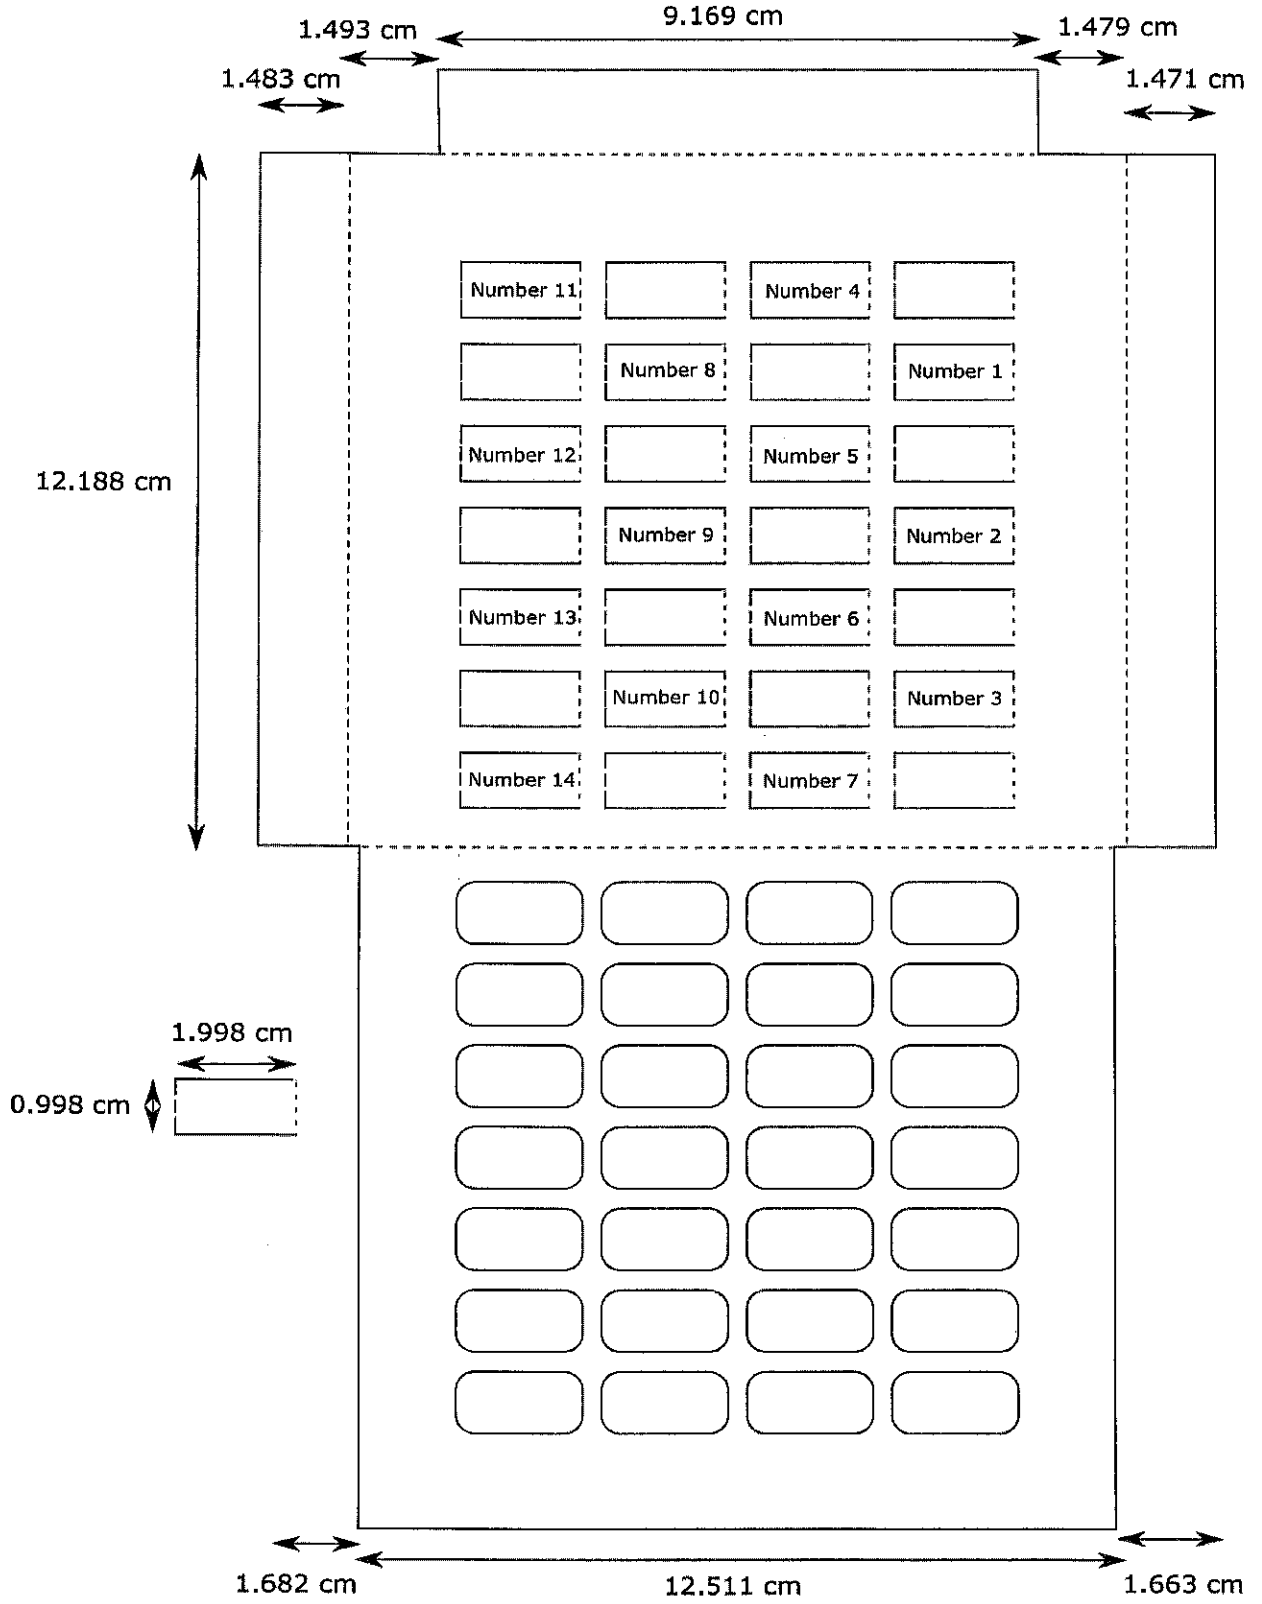 9.169 cm
1.493 cm
1.479 cm
1.483 cm
1.471 cm
Number 11
Number 4
Number 8
Number 1
Number 12
Number 5
12.188 cm
Number 9
Number 2
Number 13
Number 6
Number 10
Number 3
Number 14
Number 7
1.998 cm
0.998 cm
1.682 cm
12.511 cm
1.663 cm